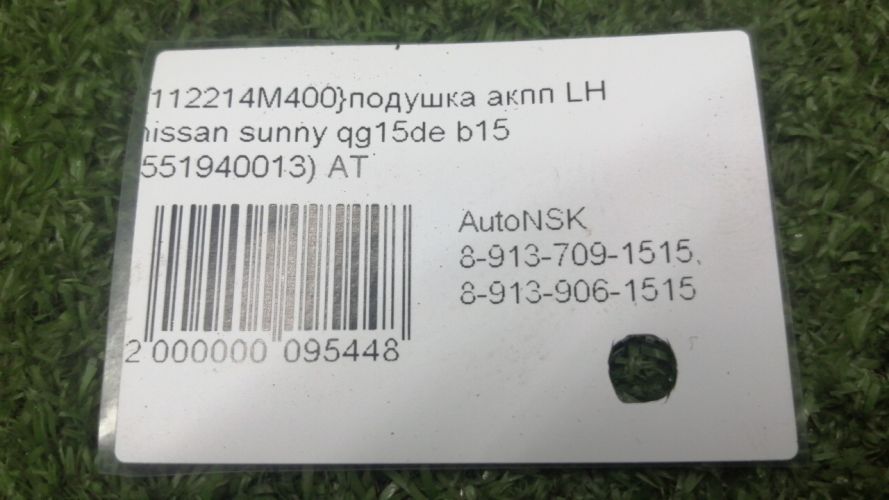 112214M400}подушка акпп LH
nissan sunny qg15de b15
551940013) AT
AutoNSK
8-913-709-1515,
8-913-906-1515
2 000000 095448